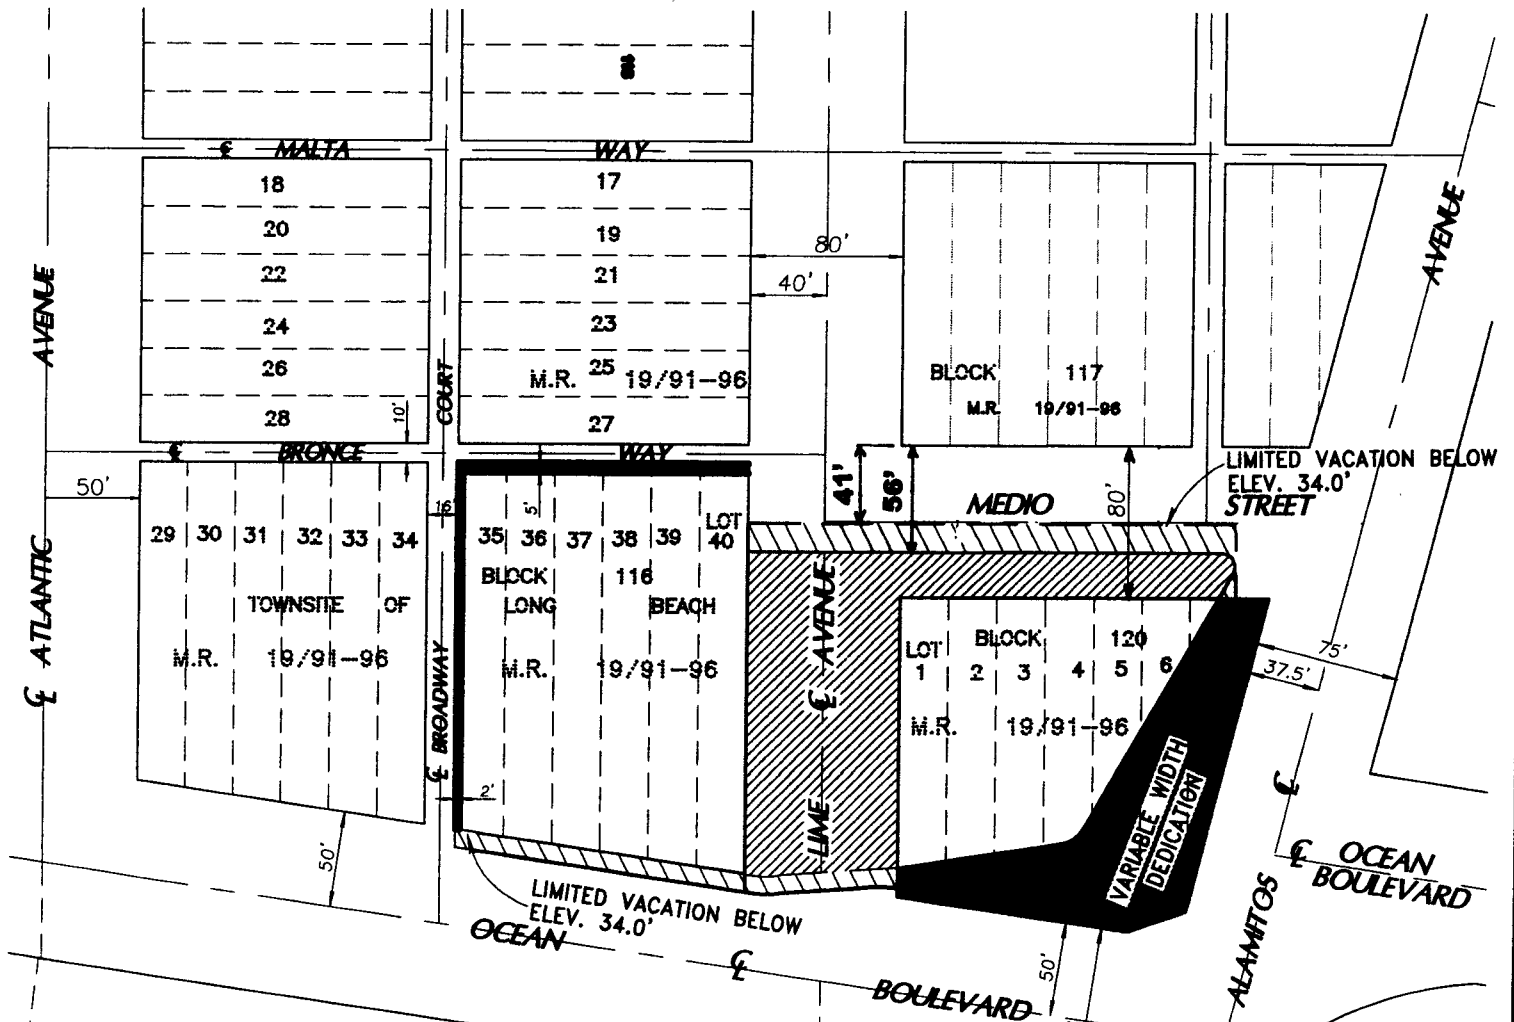 ℄ MALTA WAY
18
20
22
24
26
28
17
19
21
23
25
M.R. 19/91-96
27
80'
40'
BLOCK 117
M.R. 19/91-96
AVENUE
AVENUE
COURT
10'
℄ BRONCE WAY
50'
16'
5'
41'
56'
MEDIO STREET
80'
LIMITED VACATION BELOW
ELEV. 34.0'
29 30 31 32 33 34
35 36 37 38 39 LOT 40
BLOCK 116
TOWNSITE OF LONG BEACH
M.R. 19/91-96
M.R. 19/91-96
℄ ATLANTIC
℄ BROADWAY
LIME ℄ AVENUE
BLOCK 120
LOT 1 2 3 4 5 6
M.R. 19/91-96
75'
37.5'
VARIABLE WIDTH
DEDICATION
2'
50'
LIMITED VACATION BELOW
ELEV. 34.0'
OCEAN ℄ BOULEVARD
50'
ALAMITOS ℄
℄ OCEAN
BOULEVARD